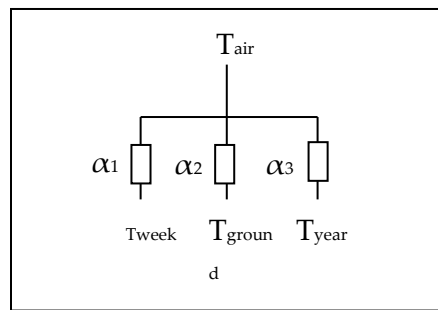 Tair
α1 α2 α3
Tweek Tgroun Tyear
d